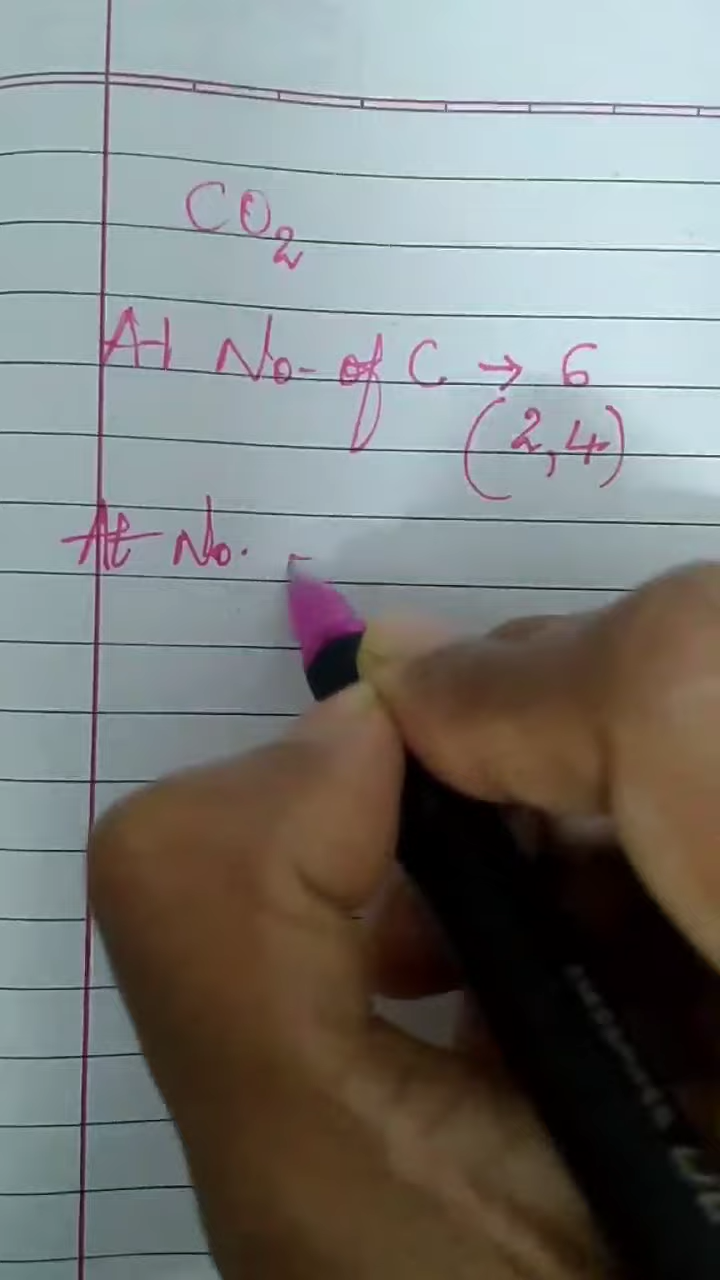 CO₂
At No. of C → 6
(2,4)
At No. -